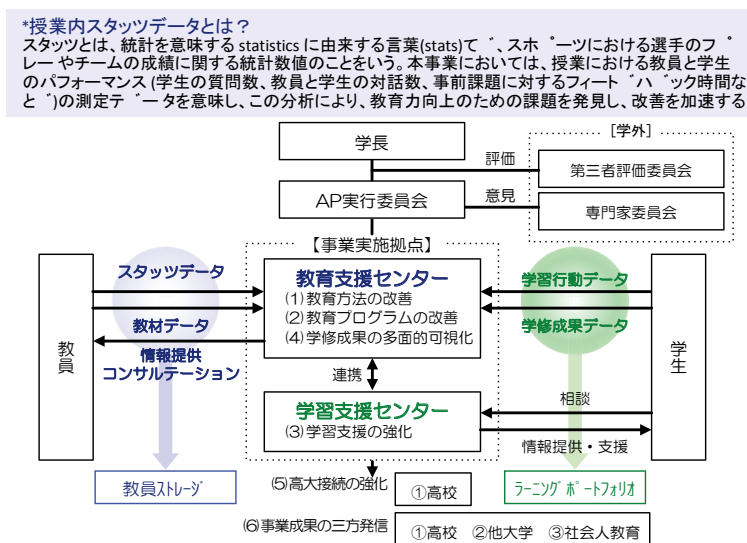 *授業内スタッツデータとは？
スタッツとは、統計を意味する statistics に由来する言葉(stats)で、スポーツにおける選手のプ
レーやチームの成績に関する統計数値のことをいう。本事業においては、授業における教員と学生
のパフォーマンス (学生の質問数、教員と学生の対話数、事前課題に対するフィードバック時間な
ど)の測定データを意味し、この分析により、教育力向上のための課題を発見し、改善を加速する
学長
[学外]
評価
第三者評価委員会
AP実行委員会
意見
専門家委員会
【事業実施拠点】
教員
スタッツデータ
教材データ
情報提供
コンサルテーション
教育支援センター
(1)教育方法の改善
(2)教育プログラムの改善
(4)学修成果の多面的可視化
学習行動データ
学修成果データ
学生
連携
学習支援センター
(3)学習支援の強化
相談
情報提供・支援
教員ストレージ
(5)高大接続の強化
①高校
ラーニングポートフォリオ
(6)事業成果の三方発信
①高校 ②他大学 ③社会人教育